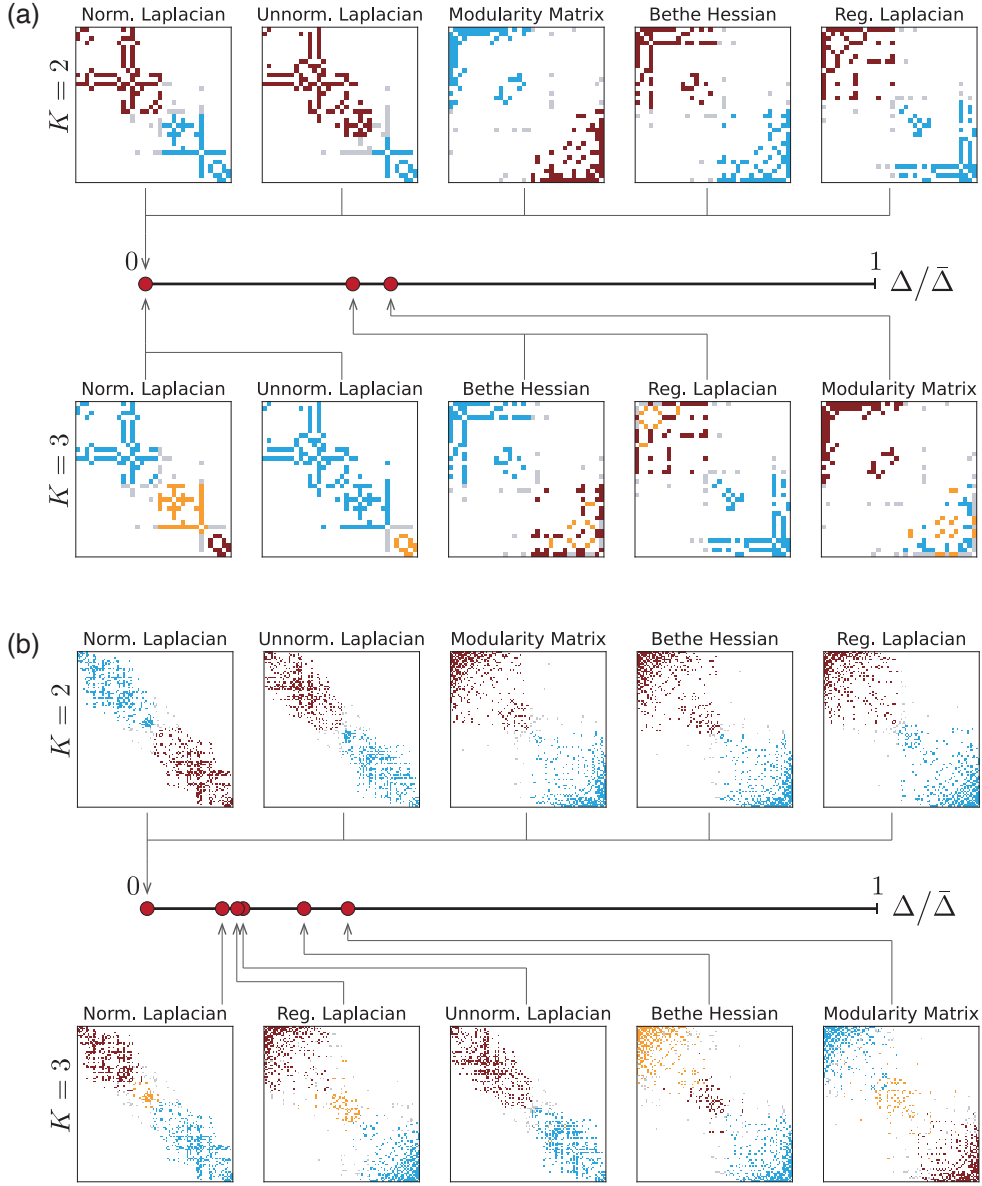 (a)
Norm. Laplacian Unnorm. Laplacian Modularity Matrix Bethe Hessian Reg. Laplacian
K = 2
0 1 Δ/Δ̄
Norm. Laplacian Unnorm. Laplacian Bethe Hessian Reg. Laplacian Modularity Matrix
K = 3
(b)
Norm. Laplacian Unnorm. Laplacian Modularity Matrix Bethe Hessian Reg. Laplacian
K = 2
0 1 Δ/Δ̄
Norm. Laplacian Reg. Laplacian Unnorm. Laplacian Bethe Hessian Modularity Matrix
K = 3